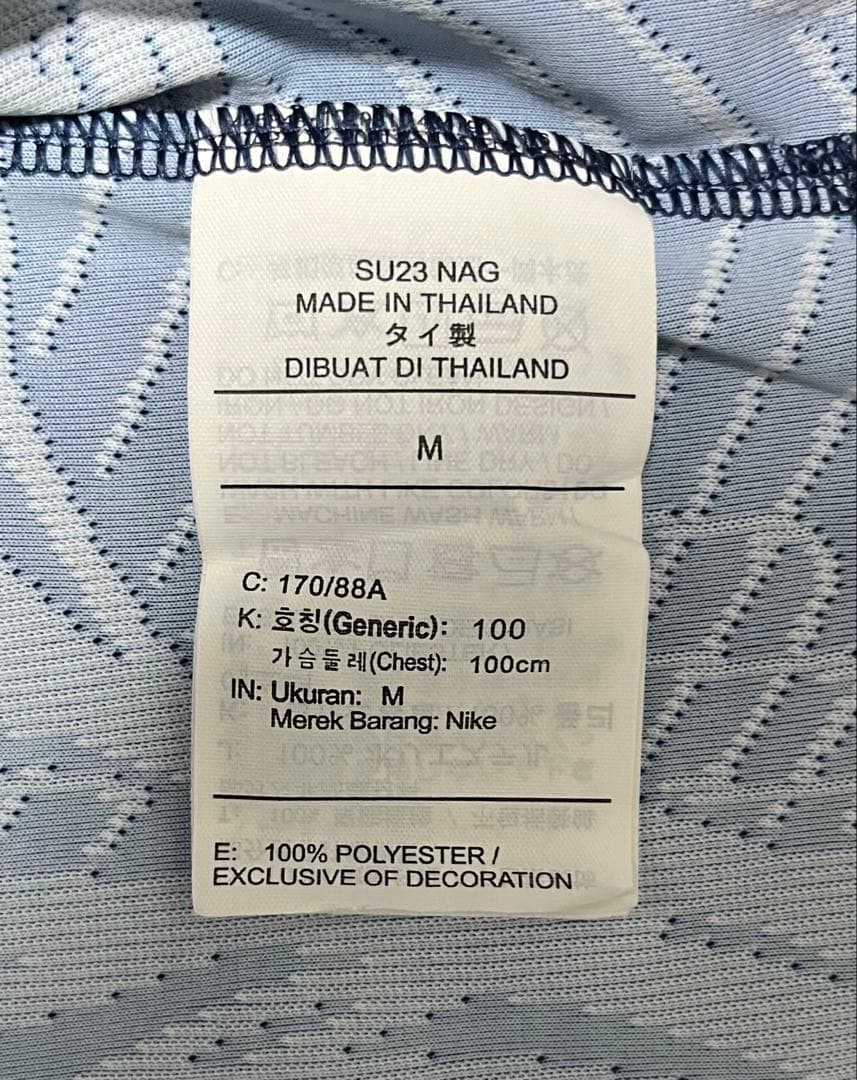 SU23 NAG
MADE IN THAILAND
タイ製
DIBUAT DI THAILAND
M
C: 170/88A
K: 호칭(Generic): 100
가슴둘레(Chest): 100cm
IN: Ukuran: M
Merek Barang: Nike
E: 100% POLYESTER /
EXCLUSIVE OF DECORATION